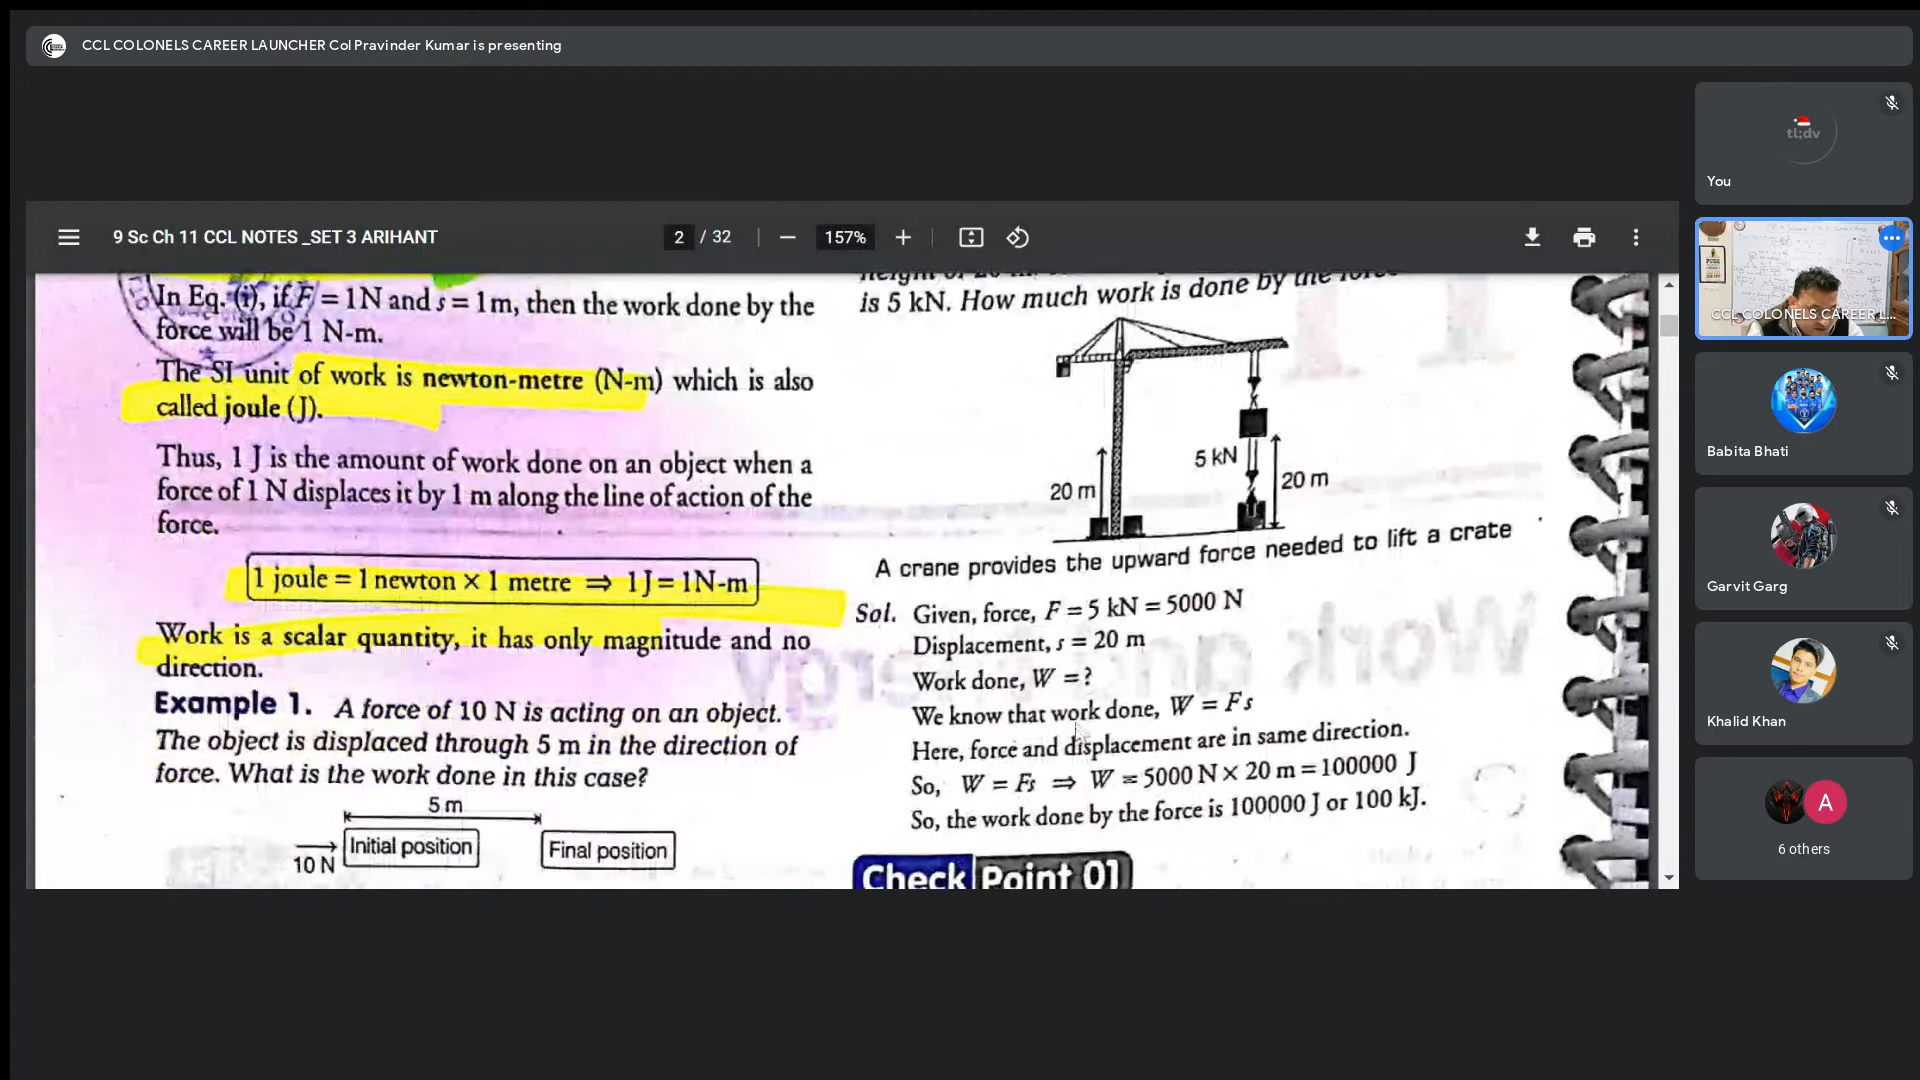 CCL COLONELS CAREER LAUNCHER Col Pravinder Kumar is presenting
9 Sc Ch 11 CCL NOTES _SET 3 ARIHANT
2 / 32
157%
In Eq. (i), if F = 1N and s = 1m, then the work done by the
force will be 1 N-m.
The SI unit of work is newton-metre (N-m) which is also
called joule (J).
Thus, 1 J is the amount of work done on an object when a
force of 1 N displaces it by 1 m along the line of action of the
force.
1 joule = 1 newton × 1 metre ⇒ 1J = 1N-m
Work is a scalar quantity, it has only magnitude and no
direction.
Example 1. A force of 10 N is acting on an object.
The object is displaced through 5 m in the direction of
force. What is the work done in this case?
5 m
Initial position
Final position
10 N
is 5 kN. How much work is done by the force
5 kN
20 m
20 m
A crane provides the upward force needed to lift a crate
Sol. Given, force, F = 5 kN = 5000 N
Displacement, s = 20 m
Work done, W = ?
We know that work done, W = Fs
Here, force and displacement are in same direction.
So, W = Fs ⇒ W = 5000 N × 20 m = 100000 J
So, the work done by the force is 100000 J or 100 kJ.
Check Point 01
tl;dv
You
CCL COLONELS CAREER L...
Babita Bhati
Garvit Garg
Khalid Khan
A
6 others